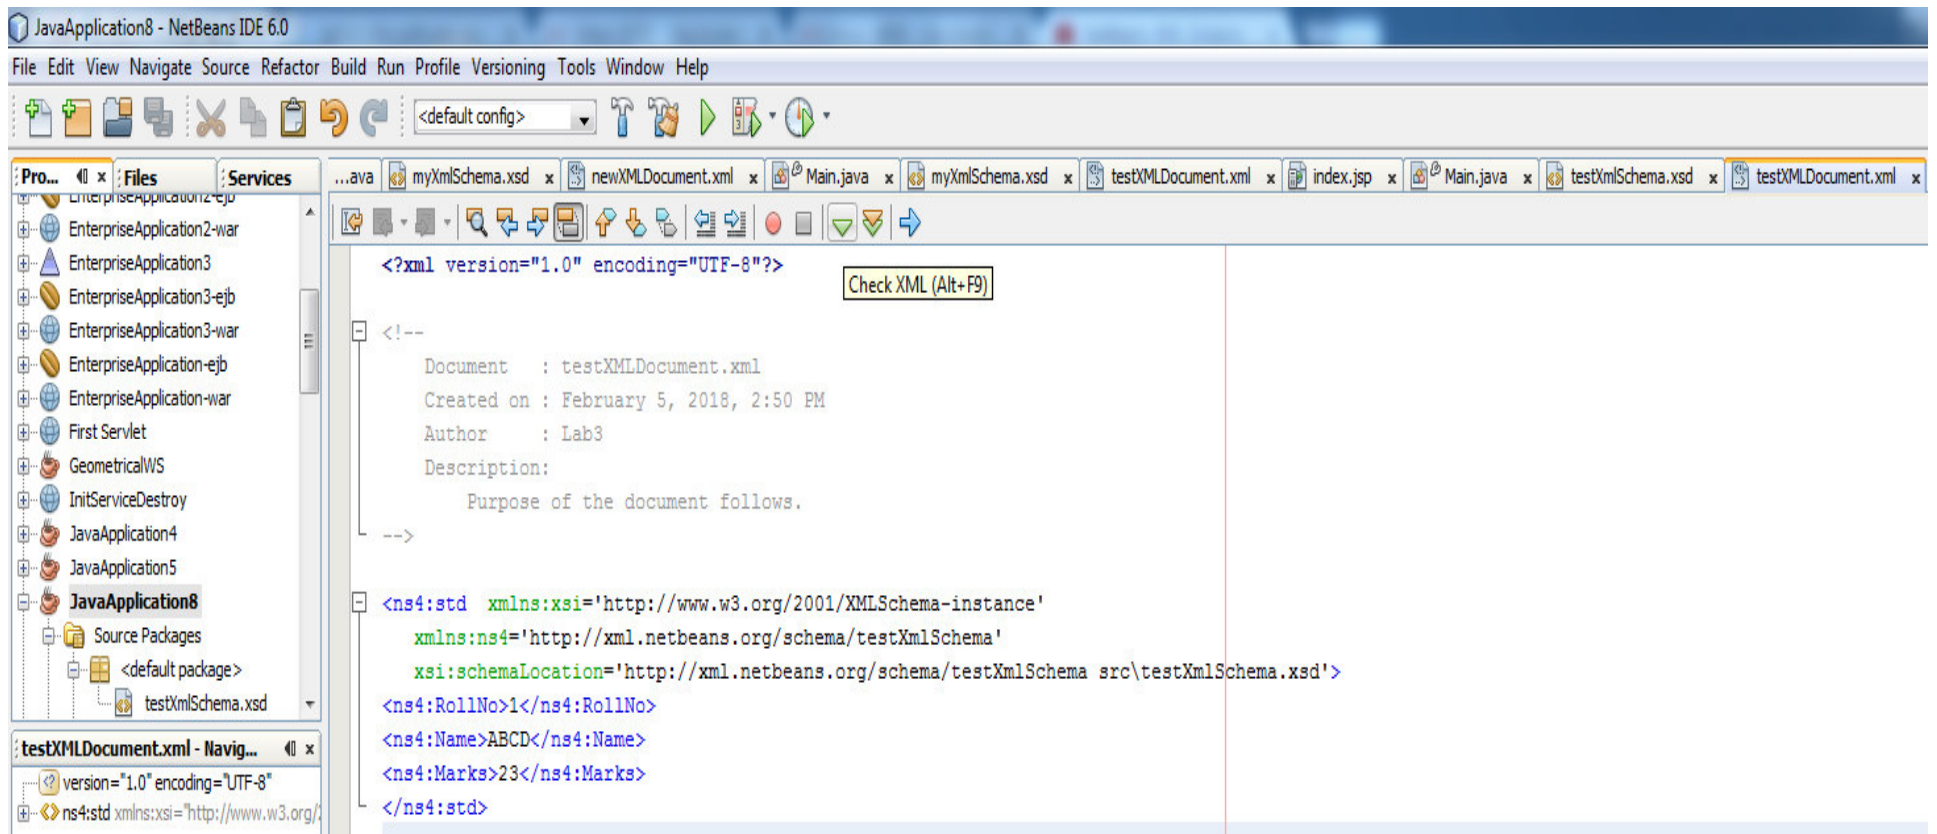 JavaApplication8 - NetBeans IDE 6.0
File Edit View Navigate Source Refactor Build Run Profile Versioning Tools Window Help
<default config>
Pro... Files Services
...ava myXmlSchema.xsd newXMLDocument.xml Main.java myXmlSchema.xsd testXMLDocument.xml index.jsp Main.java testXmlSchema.xsd testXMLDocument.xml
EnterpriseApplication2-ejb
EnterpriseApplication2-war
EnterpriseApplication3
EnterpriseApplication3-ejb
EnterpriseApplication3-war
EnterpriseApplication-ejb
EnterpriseApplication-war
First Servlet
GeometricalWS
InitServiceDestroy
JavaApplication4
JavaApplication5
JavaApplication8
Source Packages
<default package>
testXmlSchema.xsd
testXMLDocument.xml - Navig...
version="1.0" encoding="UTF-8"
ns4:std xmlns:xsi="http://www.w3.org/
<?xml version="1.0" encoding="UTF-8"?>
Check XML (Alt+F9)
<!--
Document : testXMLDocument.xml
Created on : February 5, 2018, 2:50 PM
Author : Lab3
Description:
Purpose of the document follows.
-->
<ns4:std xmlns:xsi='http://www.w3.org/2001/XMLSchema-instance'
xmlns:ns4='http://xml.netbeans.org/schema/testXmlSchema'
xsi:schemaLocation='http://xml.netbeans.org/schema/testXmlSchema src\testXmlSchema.xsd'>
<ns4:RollNo>1</ns4:RollNo>
<ns4:Name>ABCD</ns4:Name>
<ns4:Marks>23</ns4:Marks>
</ns4:std>